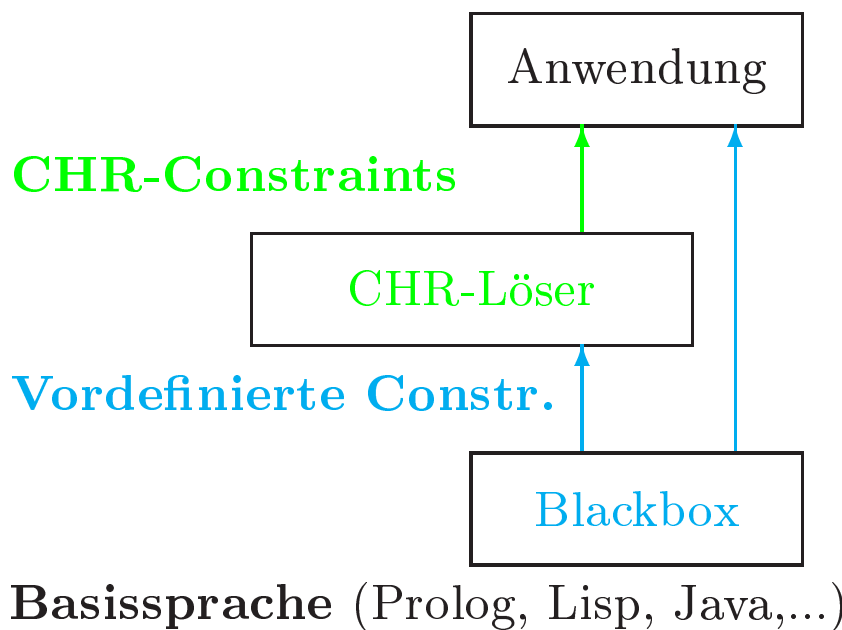 Anwendung
CHR-Constraints
CHR-Löser
Vordefinierte Constr.
Blackbox
Basissprache (Prolog, Lisp, Java,...)